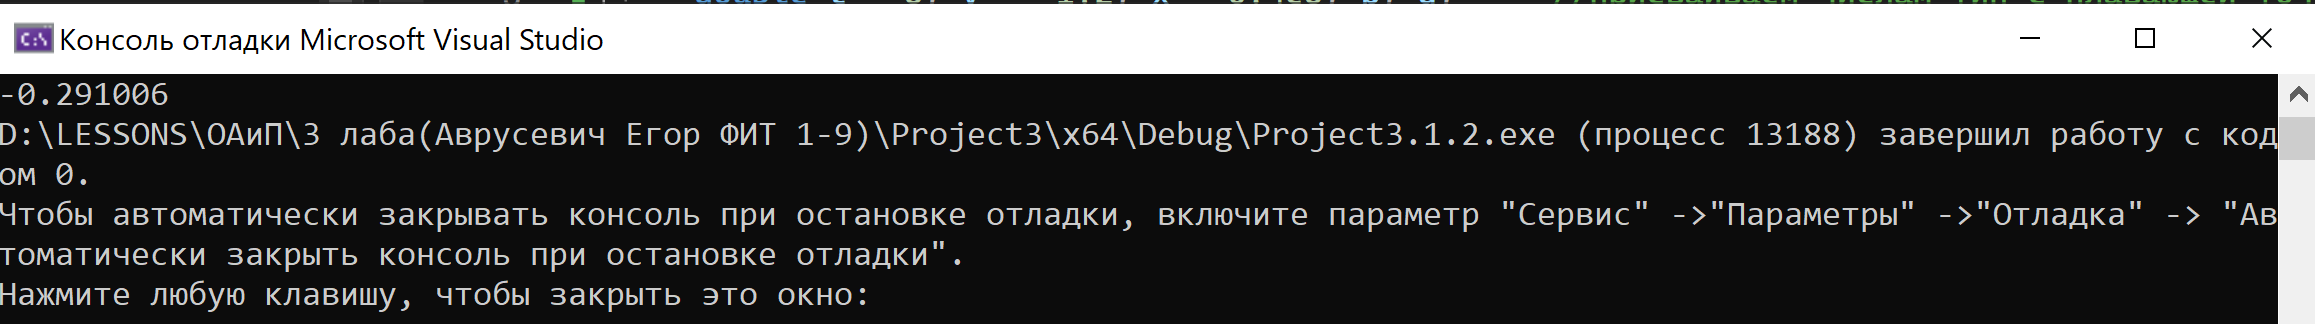 Консоль отладки Microsoft Visual Studio
-0.291006
D:\LESSONS\ОАиП\3 лаба(Аврусевич Егор ФИТ 1-9)\Project3\x64\Debug\Project3.1.2.exe (процесс 13188) завершил работу с код
ом 0.
Чтобы автоматически закрывать консоль при остановке отладки, включите параметр "Сервис" ->"Параметры" ->"Отладка" -> "Ав
томатически закрыть консоль при остановке отладки".
Нажмите любую клавишу, чтобы закрыть это окно: